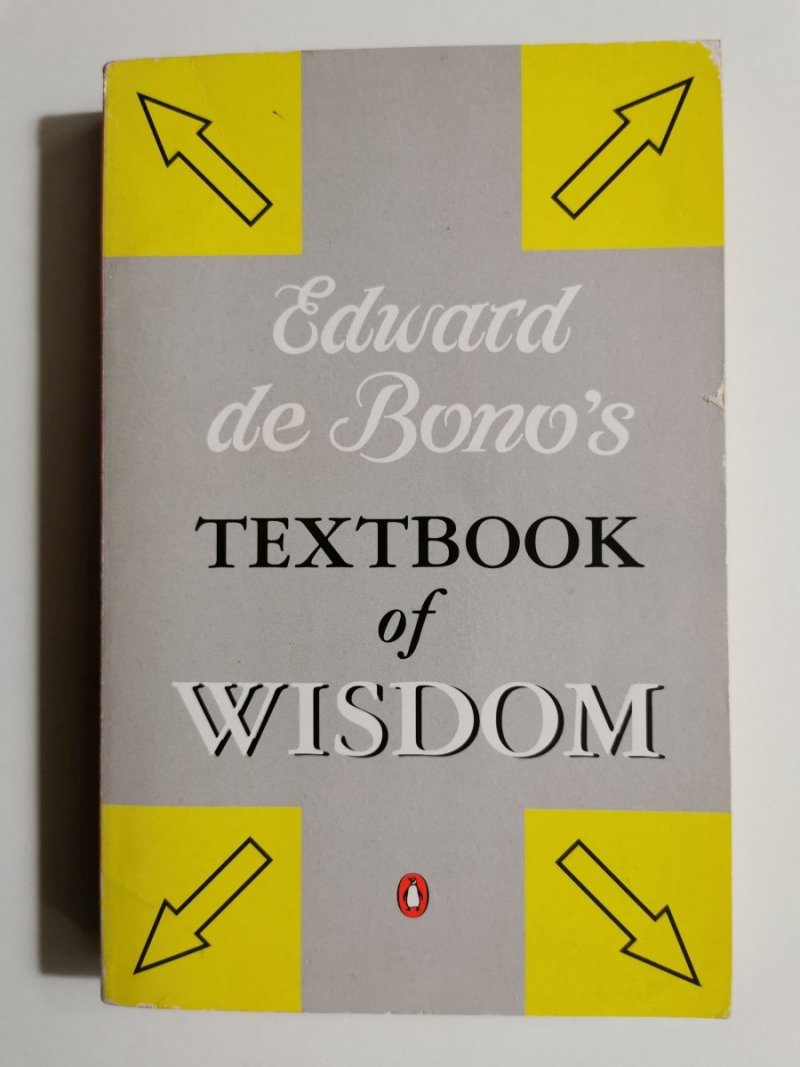 Edward
de Bono's
TEXTBOOK
of
WISDOM